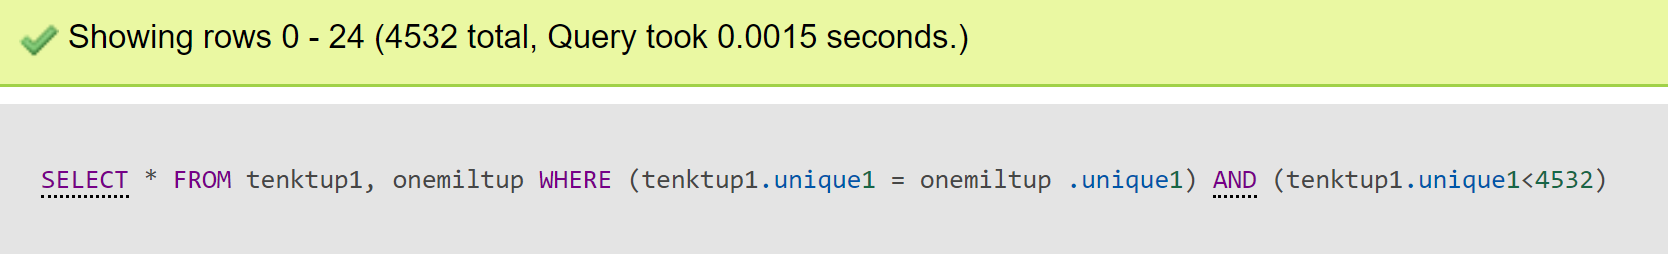 Showing rows 0 - 24 (4532 total, Query took 0.0015 seconds.)
SELECT * FROM tenktup1, onemiltup WHERE (tenktup1.unique1 = onemiltup .unique1) AND (tenktup1.unique1<4532)